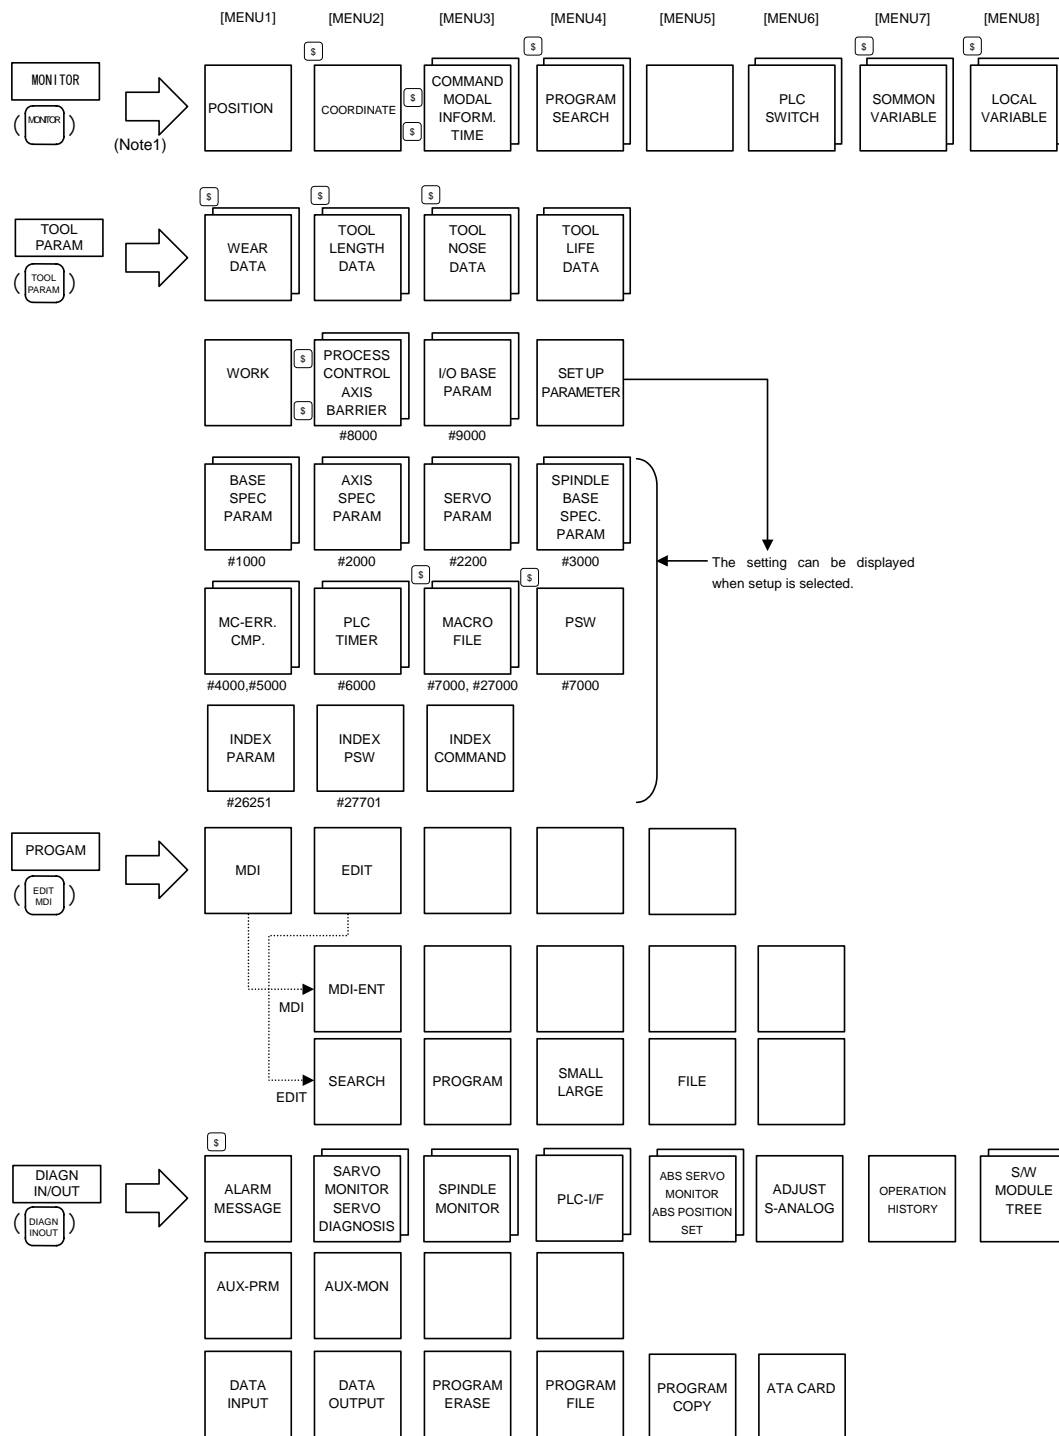 [MENU1] [MENU2] [MENU3] [MENU4] [MENU5] [MENU6] [MENU7] [MENU8]
MONITOR
(MONITOR)
(Note1)
POSITION
$
COORDINATE
$
$
COMMAND
MODAL
INFORM.
TIME
$
PROGRAM
SEARCH
PLC
SWITCH
$
SOMMON
VARIABLE
$
LOCAL
VARIABLE
TOOL
PARAM
(TOOL
PARAM)
$
WEAR
DATA
$
TOOL
LENGTH
DATA
$
TOOL
NOSE
DATA
TOOL
LIFE
DATA
WORK
$
$
PROCESS
CONTROL
AXIS
BARRIER
#8000
I/O BASE
PARAM
#9000
SET UP
PARAMETER
BASE
SPEC
PARAM
#1000
AXIS
SPEC
PARAM
#2000
SERVO
PARAM
#2200
SPINDLE
BASE
SPEC.
PARAM
#3000
The setting can be displayed
when setup is selected.
MC-ERR.
CMP.
#4000,#5000
PLC
TIMER
#6000
$
MACRO
FILE
#7000, #27000
$
PSW
#7000
INDEX
PARAM
#26251
INDEX
PSW
#27701
INDEX
COMMAND
PROGAM
(EDIT
MDI)
MDI
EDIT
MDI
MDI-ENT
EDIT
SEARCH
PROGRAM
SMALL
LARGE
FILE
DIAGN
IN/OUT
(DIAGN
INOUT)
$
ALARM
MESSAGE
SARVO
MONITOR
SERVO
DIAGNOSIS
SPINDLE
MONITOR
PLC-I/F
ABS SERVO
MONITOR
ABS POSITION
SET
ADJUST
S-ANALOG
OPERATION
HISTORY
S/W
MODULE
TREE
AUX-PRM
AUX-MON
DATA
INPUT
DATA
OUTPUT
PROGRAM
ERASE
PROGRAM
FILE
PROGRAM
COPY
ATA CARD